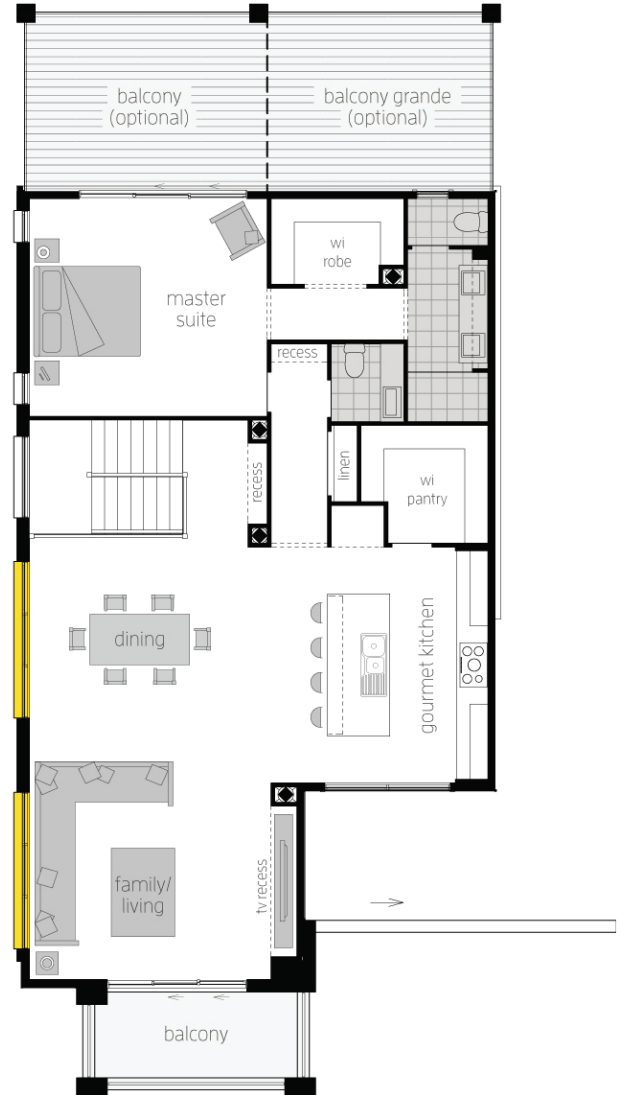 balcony
(optional)
balcony grande
(optional)
wi
robe
master
suite
recess
recess
linen
wi
pantry
dining
gourmet kitchen
family/
living
tv recess
balcony